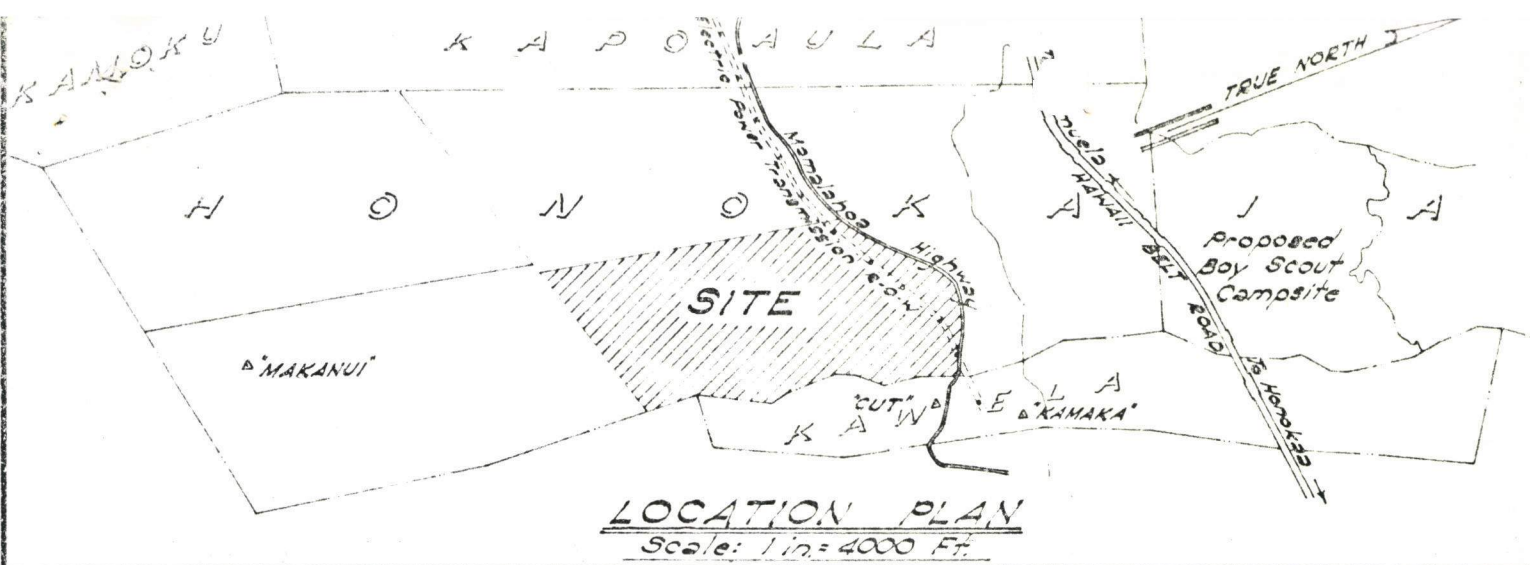 KAMOKU
KAPOAULA
TRUE NORTH
Electric Power Transmission R.O.W.
Mamalahoa Highway
HAWAII BELT ROAD
HONOKAIA
Proposed
Boy Scout
Campsite
SITE
"MAKANUI"
"CUT"
KAWELA
"KAMAKA"
To Honokaa
LOCATION PLAN
Scale: 1 in. = 4000 Ft.